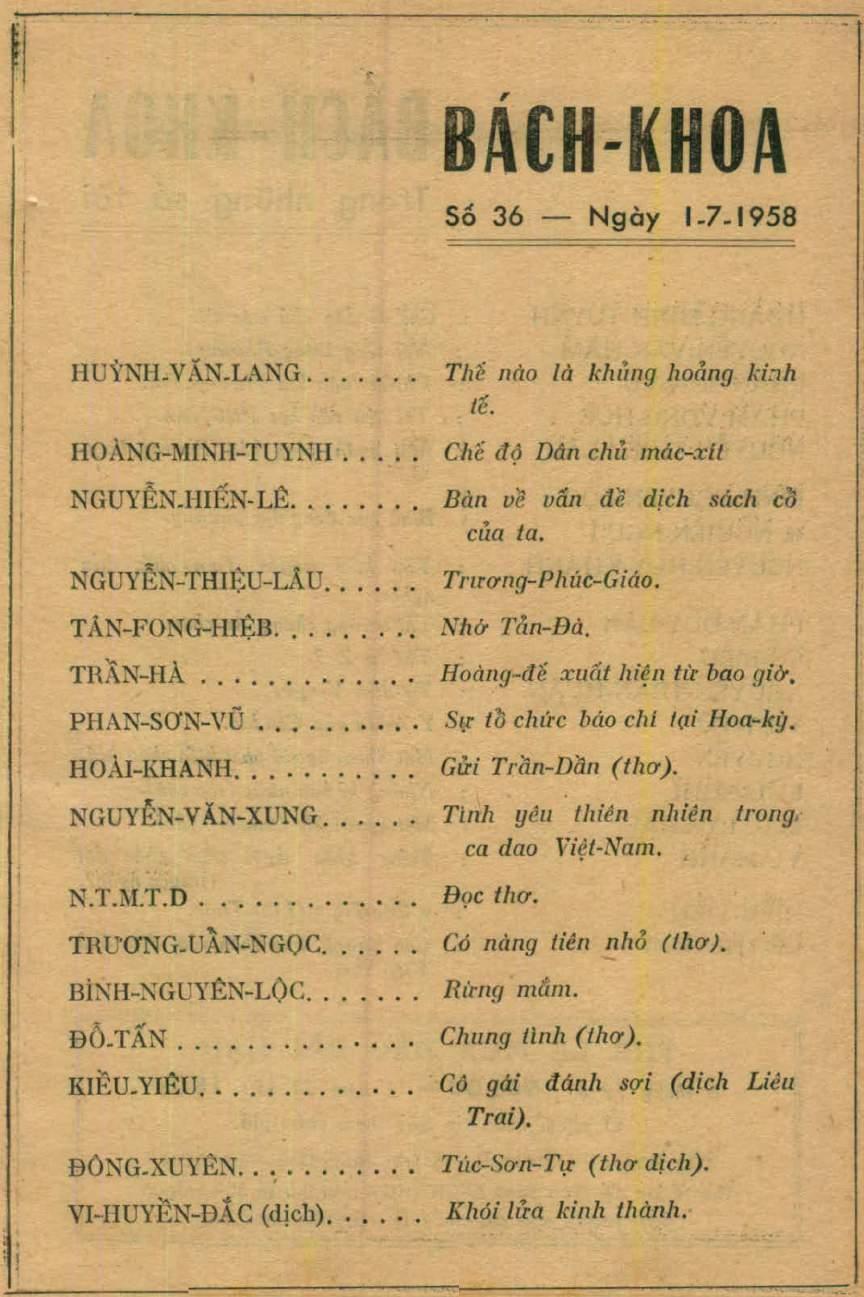 BÁCH-KHOA
Số 36 — Ngày 1-7-1958
HUỲNH-VĂN-LANG . . . . . . . Thế nào là khủng hoảng kinh
tế.
HOÀNG-MINH-TUYNH . . . . . Chế độ Dân chủ mác-xít
NGUYỄN-HIẾN-LÊ. . . . . . . . Bàn về vấn đề dịch sách cổ
của ta.
NGUYỄN-THIỆU-LÂU. . . . . . Trương-Phúc-Giáo.
TÂN-FONG-HIỆB. . . . . . . . . Nhớ Tản-Đà.
TRẦN-HÀ . . . . . . . . . . . . . Hoàng-đế xuất hiện từ bao giờ.
PHAN-SƠN-VŨ . . . . . . . . . . Sự tổ chức báo chí tại Hoa-kỳ.
HOÀI-KHANH. . . . . . . . . . . Gửi Trần-Dần (thơ).
NGUYỄN-VĂN-XUNG . . . . . . Tình yêu thiên nhiên trong
ca dao Việt-Nam.
N.T.M.T.D . . . . . . . . . . . . . Đọc thơ.
TRƯƠNG-UẦN-NGỌC. . . . . . Có nàng tiên nhỏ (thơ).
BÌNH-NGUYÊN-LỘC. . . . . . . Rừng mắm.
ĐỖ-TẤN . . . . . . . . . . . . . . Chung tình (thơ).
KIỀU-YIÊU. . . . . . . . . . . . . Cô gái đánh sợi (dịch Liêu
Trai).
ĐÔNG-XUYÊN. . . . . . . . . . . Túc-Sơn-Tự (thơ dịch).
VI-HUYỀN-ĐẮC (dịch). . . . . . Khói lửa kinh thành.